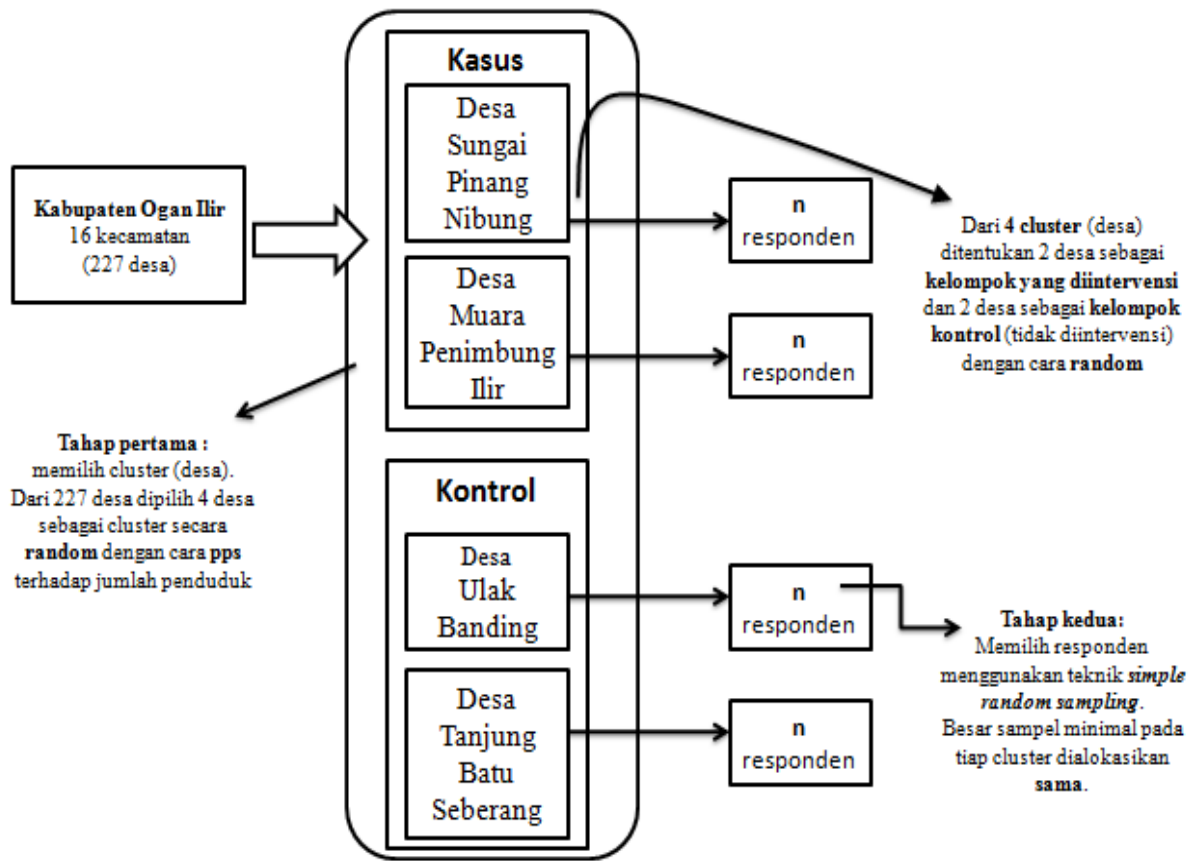 Kabupaten Ogan Ilir
16 kecamatan
(227 desa)
Kasus
Desa
Sungai
Pinang
Nibung
Desa
Muara
Penimbung
Ilir
Kontrol
Desa
Ulak
Banding
Desa
Tanjung
Batu
Seberang
n
responden
n
responden
n
responden
n
responden
Dari 4 cluster (desa)
ditentukan 2 desa sebagai
kelompok yang diintervensi
dan 2 desa sebagai kelompok
kontrol (tidak diintervensi)
dengan cara random
Tahap pertama :
memilih cluster (desa).
Dari 227 desa dipilih 4 desa
sebagai cluster secara
random dengan cara pps
terhadap jumlah penduduk
Tahap kedua:
Memilih responden
menggunakan teknik simple
random sampling.
Besar sampel minimal pada
tiap cluster dialokasikan
sama.